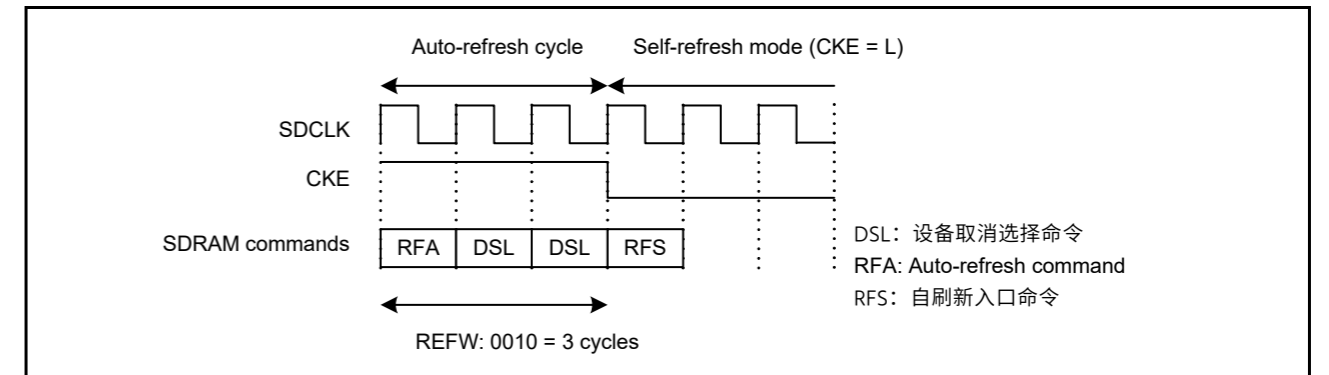 Auto-refresh cycle
Self-refresh mode (CKE = L)
SDCLK
CKE
SDRAM commands
RFA
DSL
DSL
RFS
DSL：设备取消选择命令
RFA: Auto-refresh command
RFS：自刷新入口命令
REFW: 0010 = 3 cycles